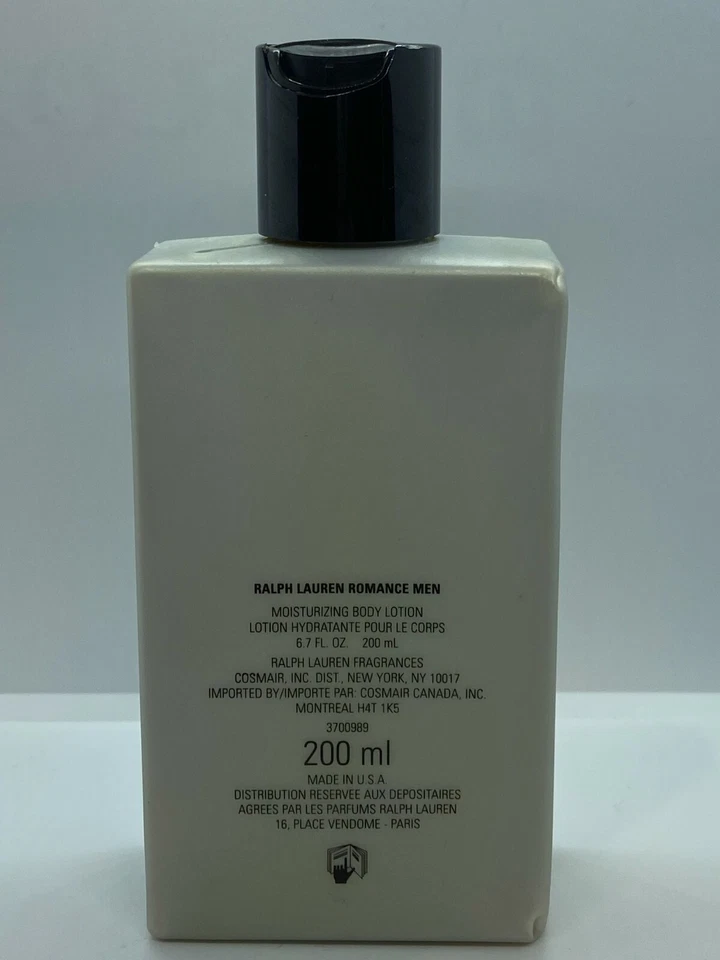 RALPH LAUREN ROMANCE MEN
MOISTURIZING BODY LOTION
LOTION HYDRATANTE POUR LE CORPS
6.7 FL. OZ. 200 mL
RALPH LAUREN FRAGRANCES
COSMAIR, INC. DIST., NEW YORK, NY 10017
IMPORTED BY/IMPORTE PAR: COSMAIR CANADA, INC.
MONTREAL H4T 1K5
3700989
200 ml
MADE IN U.S.A.
DISTRIBUTION RESERVEE AUX DEPOSITAIRES
AGREES PAR LES PARFUMS RALPH LAUREN
16, PLACE VENDOME - PARIS